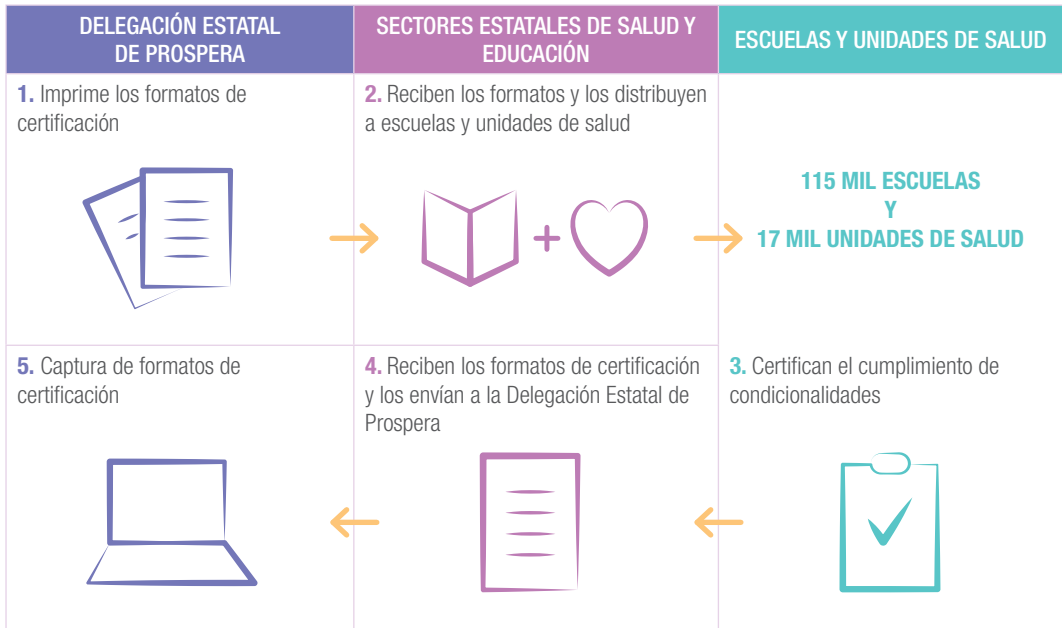 DELEGACIÓN ESTATAL
DE PROSPERA
SECTORES ESTATALES DE SALUD Y
EDUCACIÓN
ESCUELAS Y UNIDADES DE SALUD
1. Imprime los formatos de
certificación
2. Reciben los formatos y los distribuyen
a escuelas y unidades de salud
115 MIL ESCUELAS
Y
17 MIL UNIDADES DE SALUD
5. Captura de formatos de
certificación
4. Reciben los formatos de certificación
y los envían a la Delegación Estatal de
Prospera
3. Certifican el cumplimiento de
condicionalidades